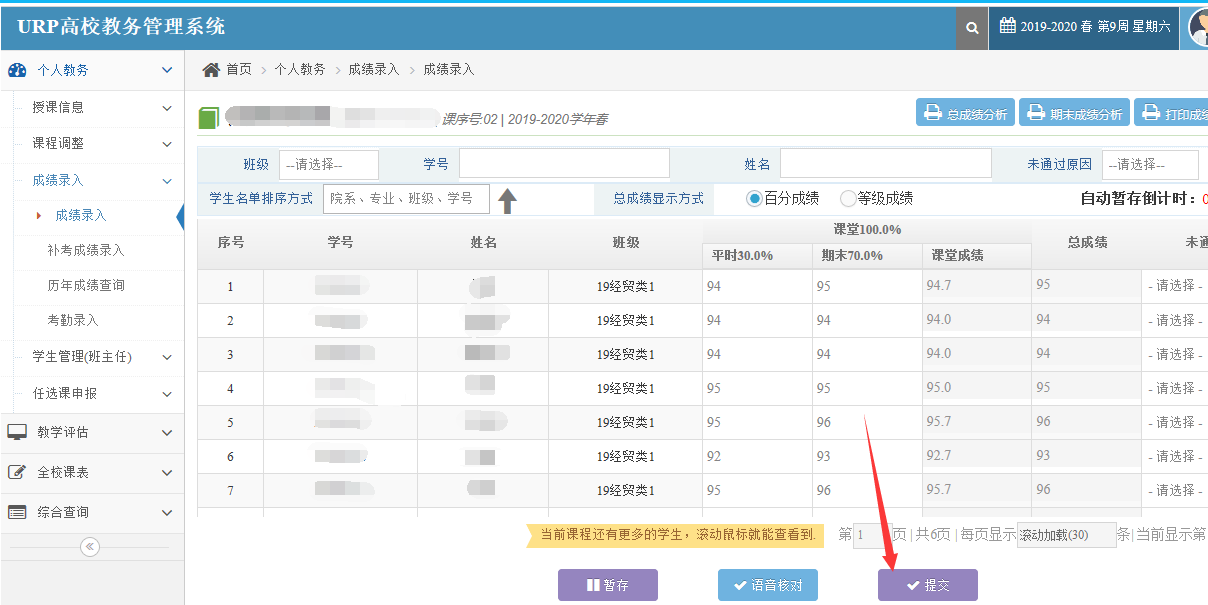 URP高校教务管理系统
2019-2020 春 第9周 星期六
个人教务
首页 > 个人教务 > 成绩录入 > 成绩录入
授课信息
课程调整
成绩录入
成绩录入
补考成绩录入
历年成绩查询
考勤录入
学生管理(班主任)
任选课申报
教学评估
全校课表
综合查询
课序号:02 | 2019-2020学年春
总成绩分析 期末成绩分析 打印成绩
班级 --请选择-- 学号 姓名 未通过原因 --请选择--
学生名单排序方式 院系、专业、班级、学号 总成绩显示方式 百分成绩 等级成绩 自动暂存倒计时：0
序号 学号 姓名 班级 课堂100.0% 总成绩 未通
平时30.0% 期末70.0% 课堂成绩
1 19经贸类1 94 95 94.7 95 - 请选择 -
2 19经贸类1 94 94 94.0 94 - 请选择 -
3 19经贸类1 94 94 94.0 94 - 请选择 -
4 19经贸类1 95 95 95.0 95 - 请选择 -
5 19经贸类1 95 96 95.7 96 - 请选择 -
6 19经贸类1 92 93 92.7 93 - 请选择 -
7 19经贸类1 95 96 95.7 96 - 请选择 -
当前课程还有更多的学生，滚动鼠标就能查看到. 第 1 页 | 共6页 | 每页显示 滚动加载(30) 条| 当前显示第
暂存 语音核对 提交